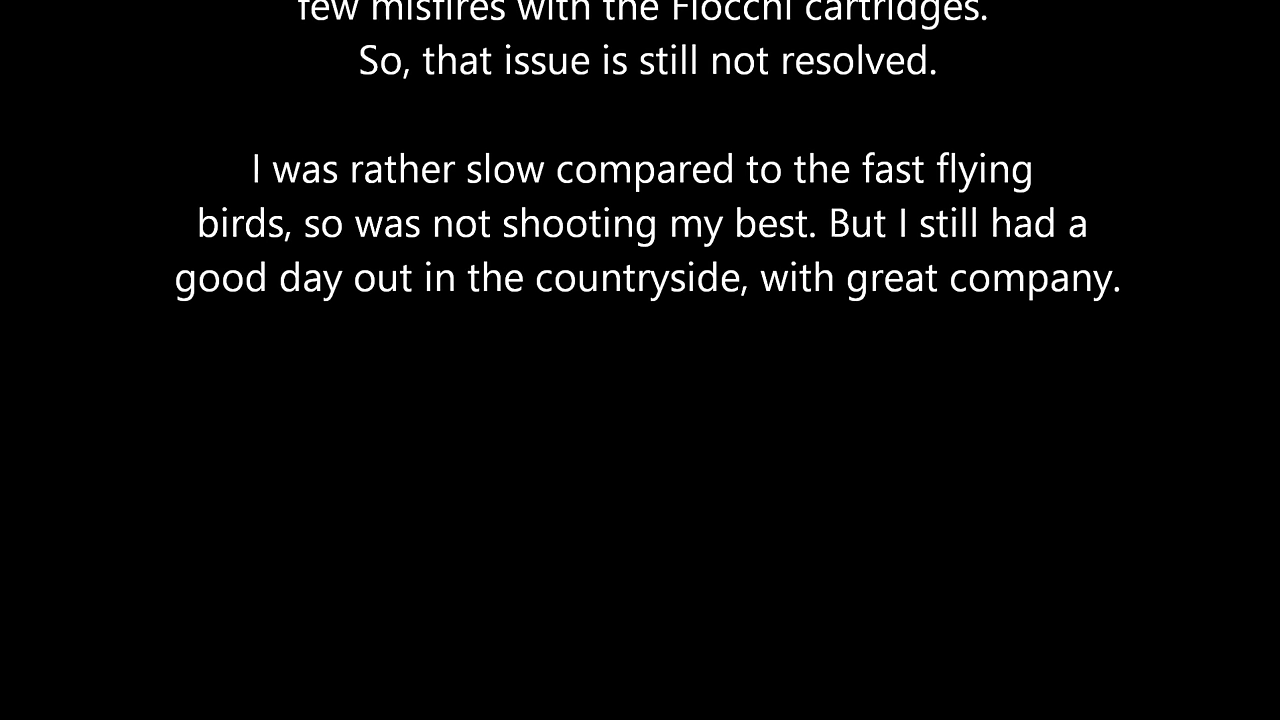 few misfires with the Fiocchi cartridges.
So, that issue is still not resolved.
I was rather slow compared to the fast flying
birds, so was not shooting my best. But I still had a
good day out in the countryside, with great company.